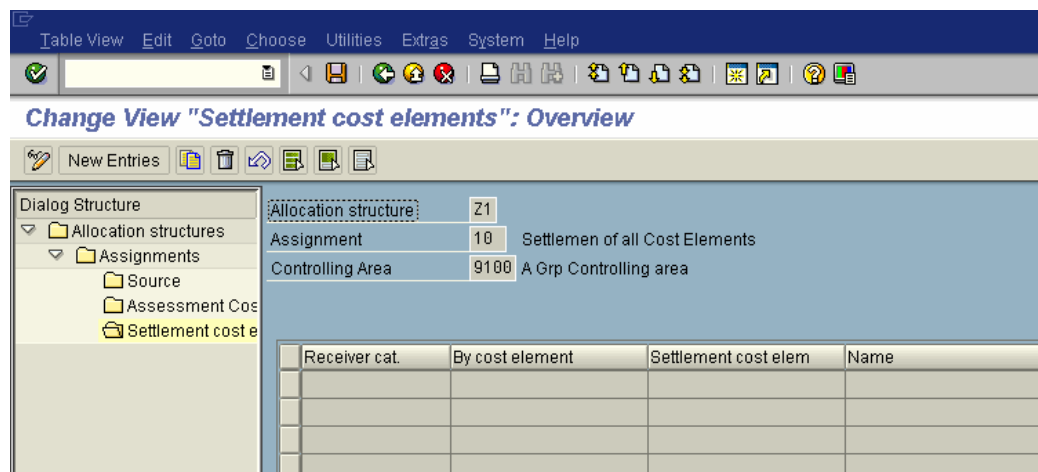 Table View Edit Goto Choose Utilities Extras System Help
Change View "Settlement cost elements": Overview
New Entries
Dialog Structure
Allocation structures
Assignments
Source
Assessment Cos
Settlement cost e
Allocation structure Z1
Assignment 10 Settlemen of all Cost Elements
Controlling Area 9100 A Grp Controlling area
Receiver cat. By cost element Settlement cost elem Name